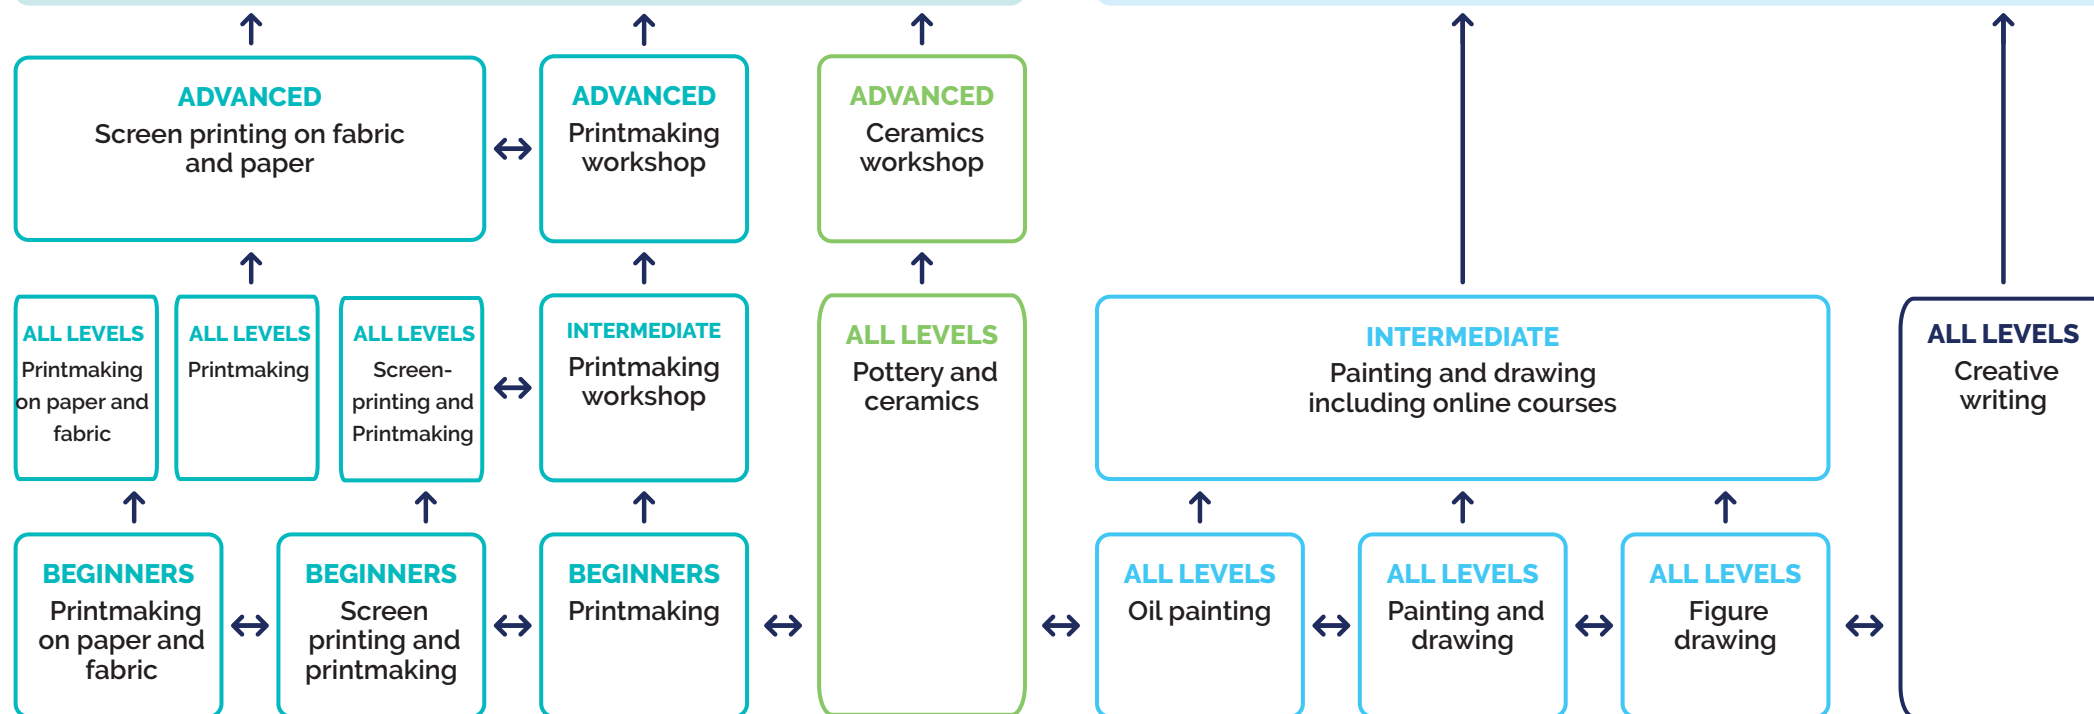 ADVANCED
Screen printing on fabric
and paper
ADVANCED
Printmaking
workshop
ADVANCED
Ceramics
workshop
ALL LEVELS
Printmaking
on paper and
fabric
ALL LEVELS
Printmaking
ALL LEVELS
Screen-
printing and
Printmaking
INTERMEDIATE
Printmaking
workshop
ALL LEVELS
Pottery and
ceramics
INTERMEDIATE
Painting and drawing
including online courses
ALL LEVELS
Creative
writing
BEGINNERS
Printmaking
on paper and
fabric
BEGINNERS
Screen
printing and
printmaking
BEGINNERS
Printmaking
ALL LEVELS
Oil painting
ALL LEVELS
Painting and
drawing
ALL LEVELS
Figure
drawing